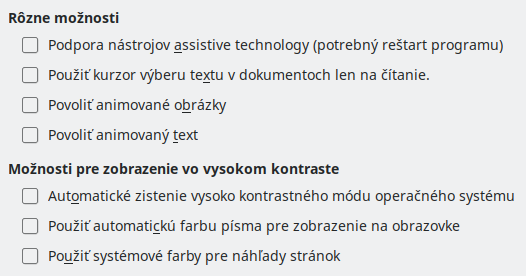 Rôzne možnosti
Podpora nástrojov assistive technology (potrebný reštart programu)
Použiť kurzor výberu textu v dokumentoch len na čítanie.
Povoliť animované obrázky
Povoliť animovaný text
Možnosti pre zobrazenie vo vysokom kontraste
Automatické zistenie vysoko kontrastného módu operačného systému
Použiť automatickú farbu písma pre zobrazenie na obrazovke
Použiť systémové farby pre náhľady stránok